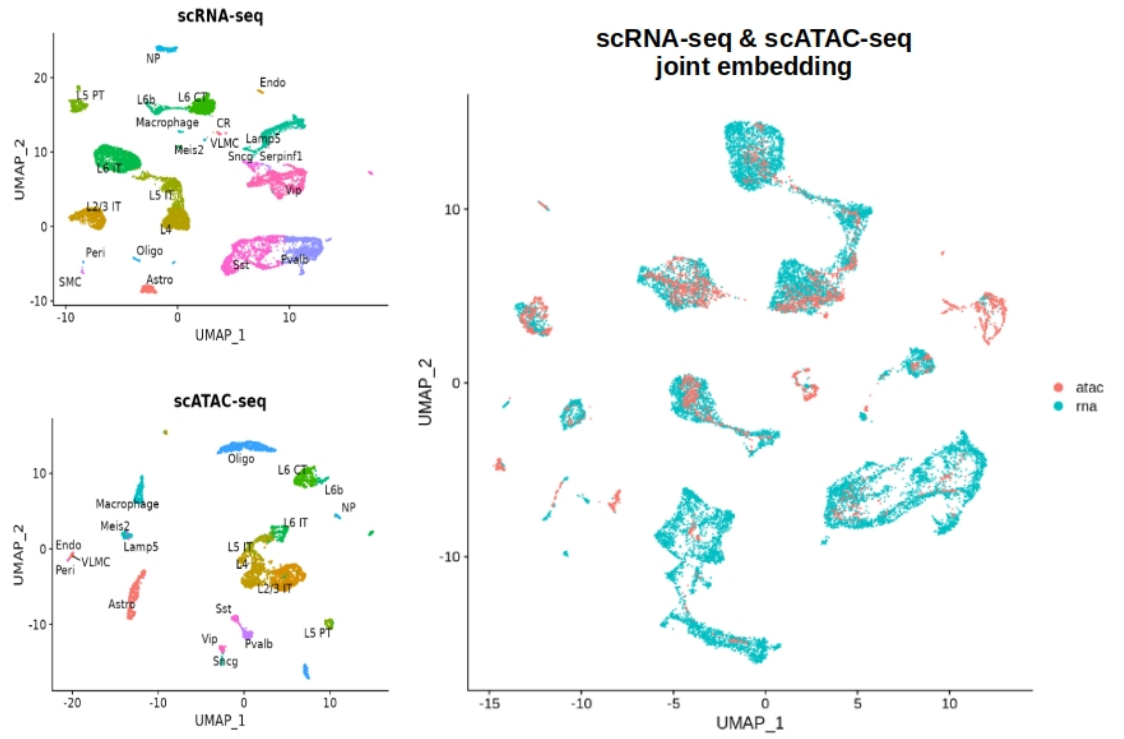 scRNA-seq
NP
Endo
L5 PT
L6b
L6 CT
Macrophage
CR
VLMC
Lamp5
Meis2
Sncg
Serpinf1
L6 IT
Vip
L5 IT
L2/3 IT
L4
Peri
Oligo
Sst
Pvalb
SMC
Astro
20
10
0
-10
UMAP_2
-10
0
10
UMAP_1
scATAC-seq
Oligo
L6 CT
L6b
Macrophage
NP
Meis2
L6 IT
Endo
VLMC
Lamp5
L5 IT
Peri
L4
L2/3 IT
Astro
Sst
L5 PT
Vip
Pvalb
Sncg
10
0
-10
UMAP_2
-20
-10
0
10
UMAP_1
scRNA-seq & scATAC-seq
joint embedding
10
0
-10
UMAP_2
-15
-10
-5
0
5
10
UMAP_1
atac
rna